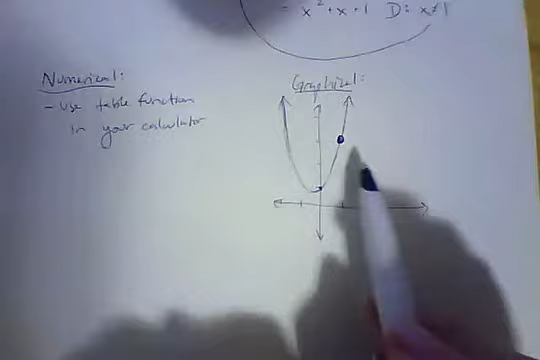 = x² + x + 1 D: x≠1
Numerical:
- Use table function
in your calculator
Graphical: